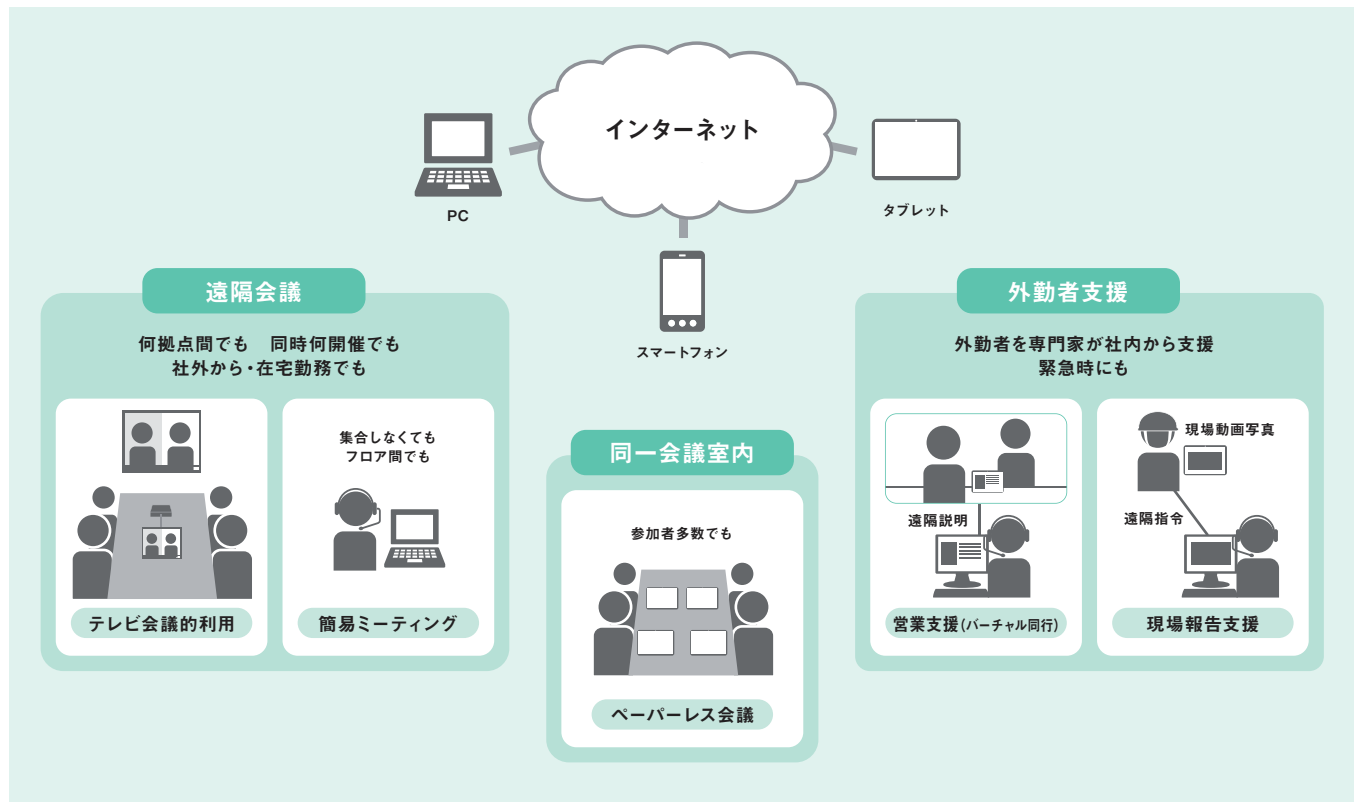 インターネット
PC
タブレット
スマートフォン
遠隔会議
何拠点間でも　同時何開催でも
社外から・在宅勤務でも
テレビ会議的利用
集合しなくても
フロア間でも
簡易ミーティング
同一会議室内
参加者多数でも
ペーパーレス会議
外勤者支援
外勤者を専門家が社内から支援
緊急時にも
遠隔説明
営業支援(バーチャル同行)
現場動画写真
遠隔指令
現場報告支援